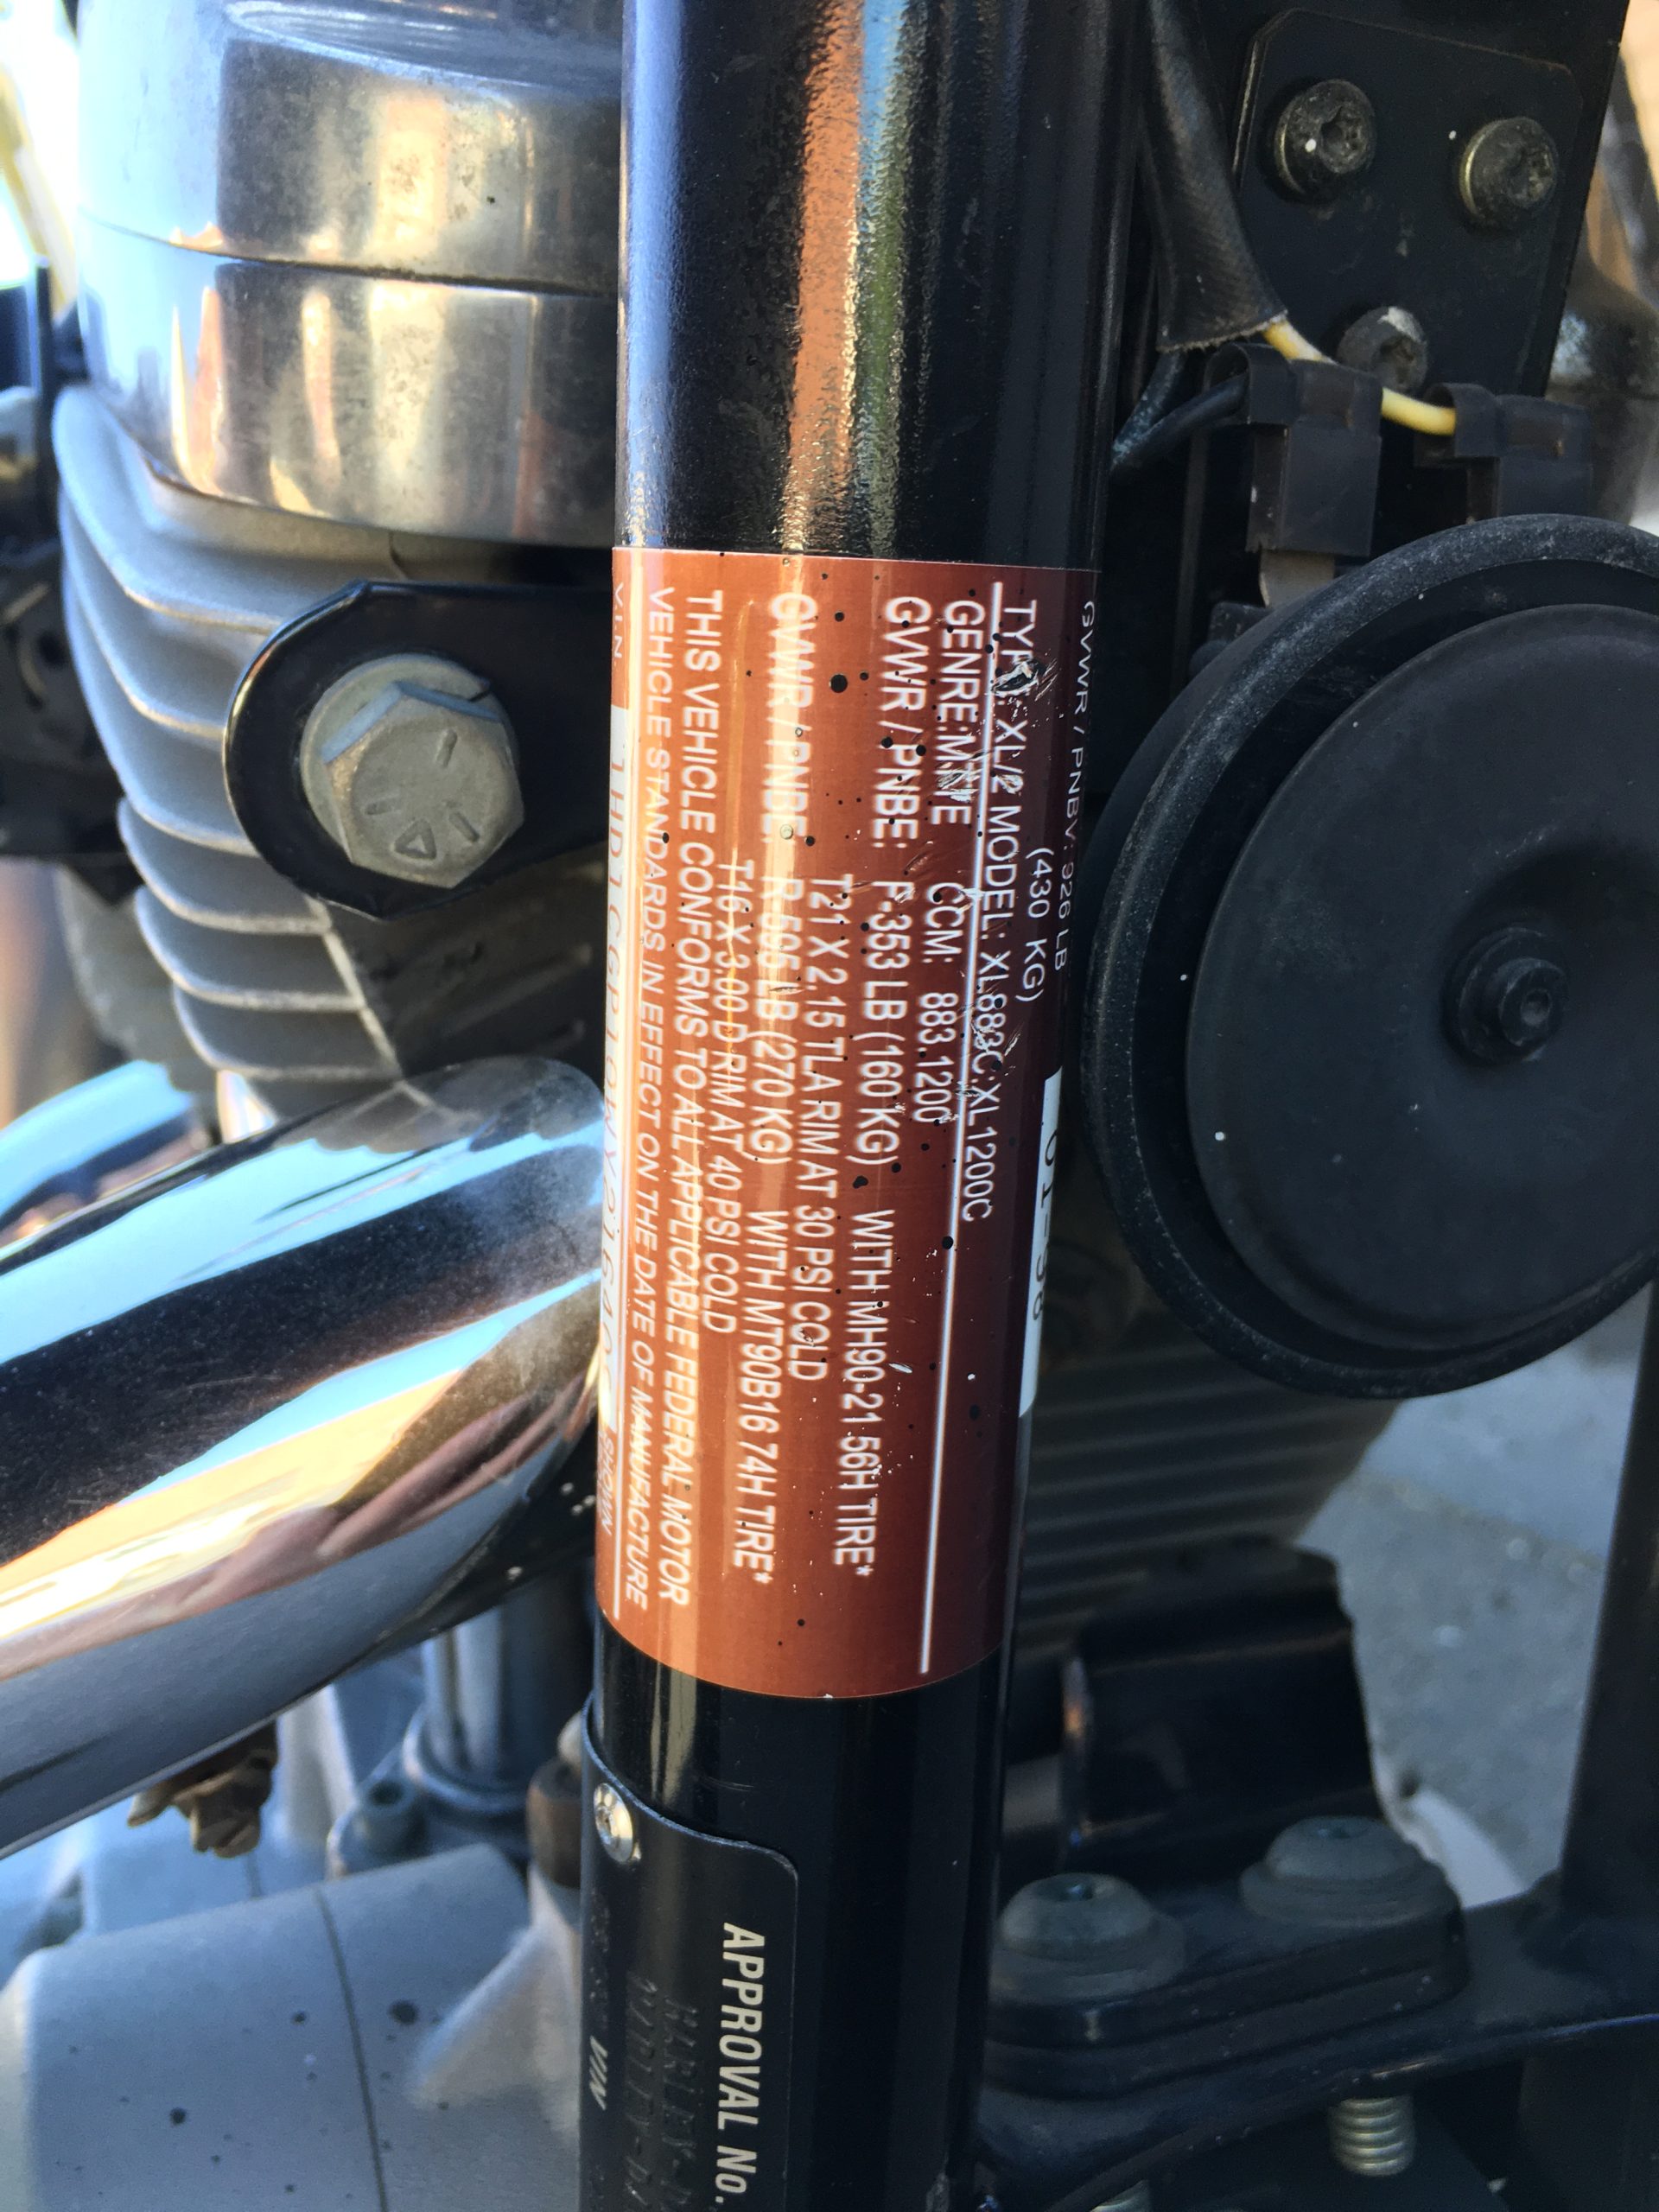 GVWR / PNBV: 926 LB
(430 KG)
TYPE: XL/2 MODEL: XL883C,XL1200C
GENRE:MT/TE CCM: 883,1200
GVWR / PNBE: F-353 LB (160 KG) WITH MH90-21 56H TIRE*
T21 X 2.15 TLA RIM AT 30 PSI COLD
GVWR / PNBE: R-595 LB (270 KG) WITH MT90B16 74H TIRE*
T16 X 3.00 D RIM AT 40 PSI COLD
THIS VEHICLE CONFORMS TO ALL APPLICABLE FEDERAL MOTOR
VEHICLE STANDARDS IN EFFECT ON THE DATE OF MANUFACTURE
V.I.N. SHOWN
APPROVAL No.